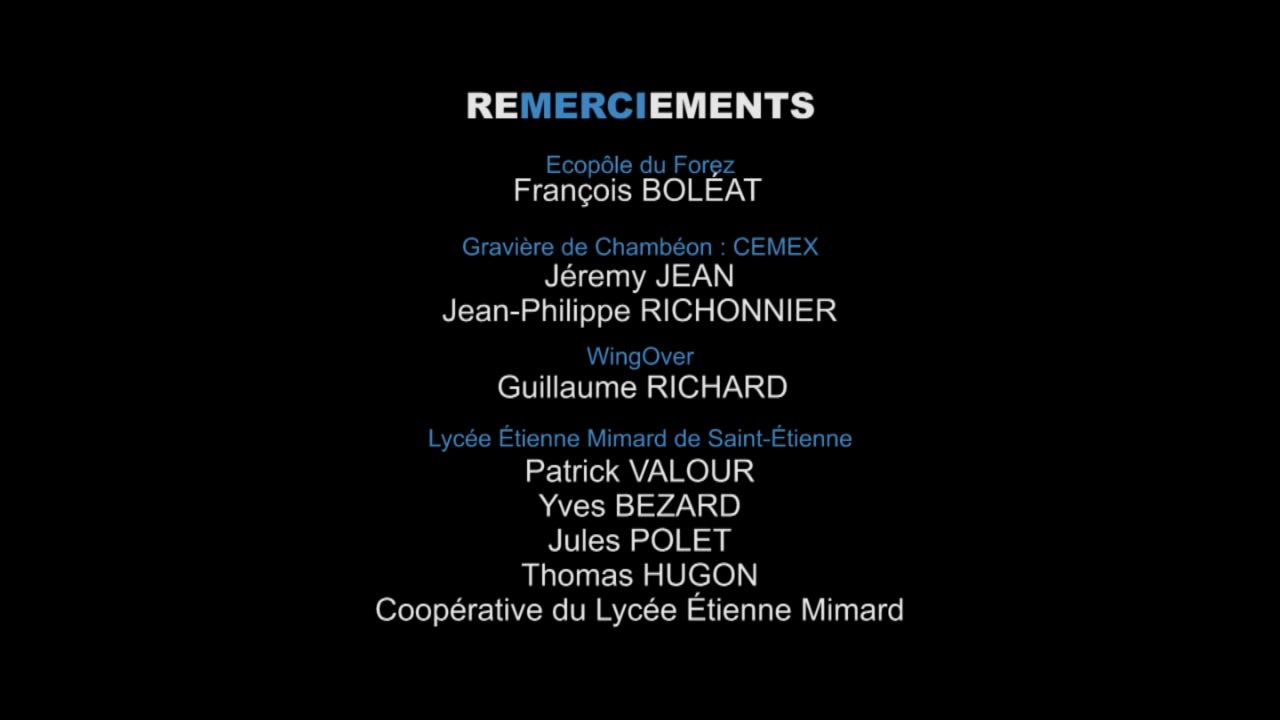 REMERCIEMENTS
Ecopôle du Forez
François BOLÉAT
Gravière de Chambéon : CEMEX
Jéremy JEAN
Jean-Philippe RICHONNIER
WingOver
Guillaume RICHARD
Lycée Étienne Mimard de Saint-Étienne
Patrick VALOUR
Yves BEZARD
Jules POLET
Thomas HUGON
Coopérative du Lycée Étienne Mimard